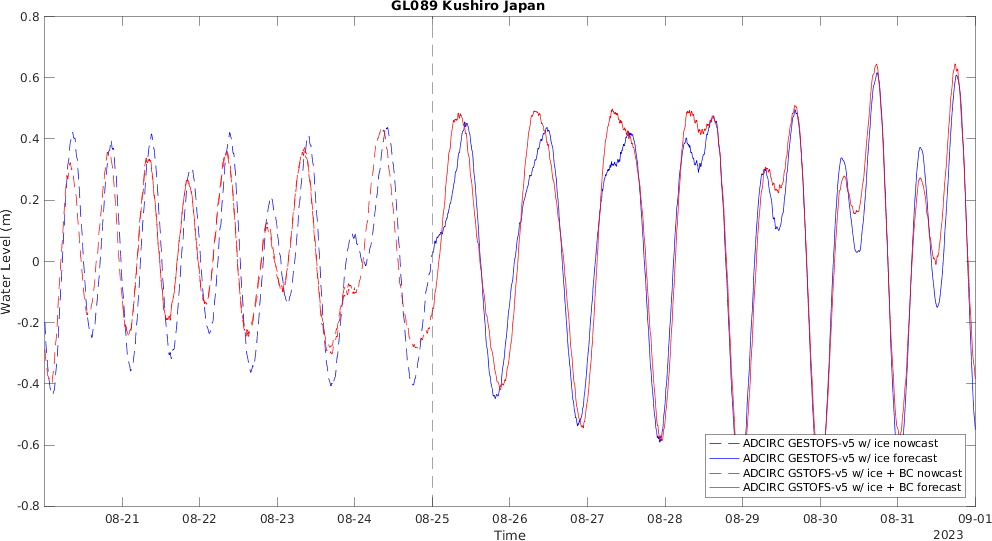 GL089 Kushiro Japan
0.8
0.6
0.4
0.2
0
-0.2
-0.4
-0.6
-0.8
Water Level (m)
ADCIRC GESTOFS-v5 w/ ice nowcast
ADCIRC GESTOFS-v5 w/ ice forecast
ADCIRC GSTOFS-v5 w/ ice + BC nowcast
ADCIRC GSTOFS-v5 w/ ice + BC forecast
08-21 08-22 08-23 08-24 08-25 08-26 08-27 08-28 08-29 08-30 08-31 09-01
Time
2023